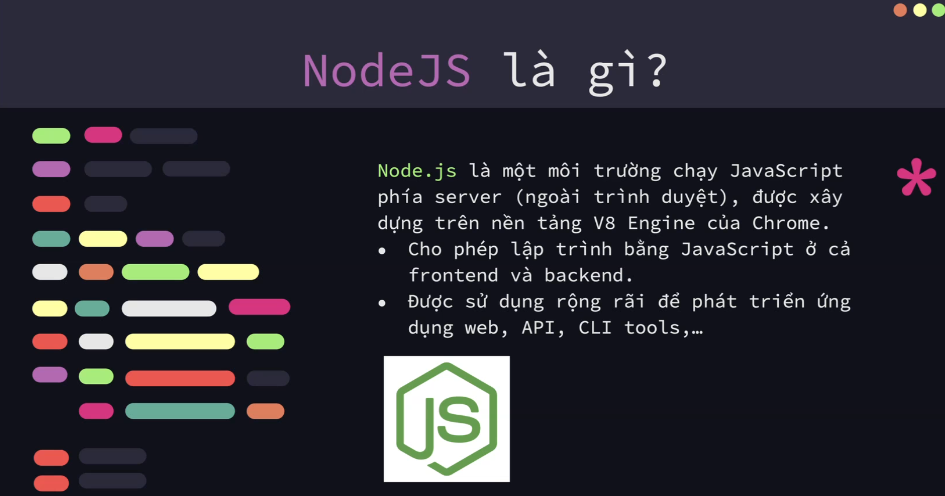 NodeJS là gì?
Node.js là một môi trường chạy JavaScript
phía server (ngoài trình duyệt), được xây
dựng trên nền tảng V8 Engine của Chrome.
• Cho phép lập trình bằng JavaScript ở cả
frontend và backend.
• Được sử dụng rộng rãi để phát triển ứng
dụng web, API, CLI tools,…
JS